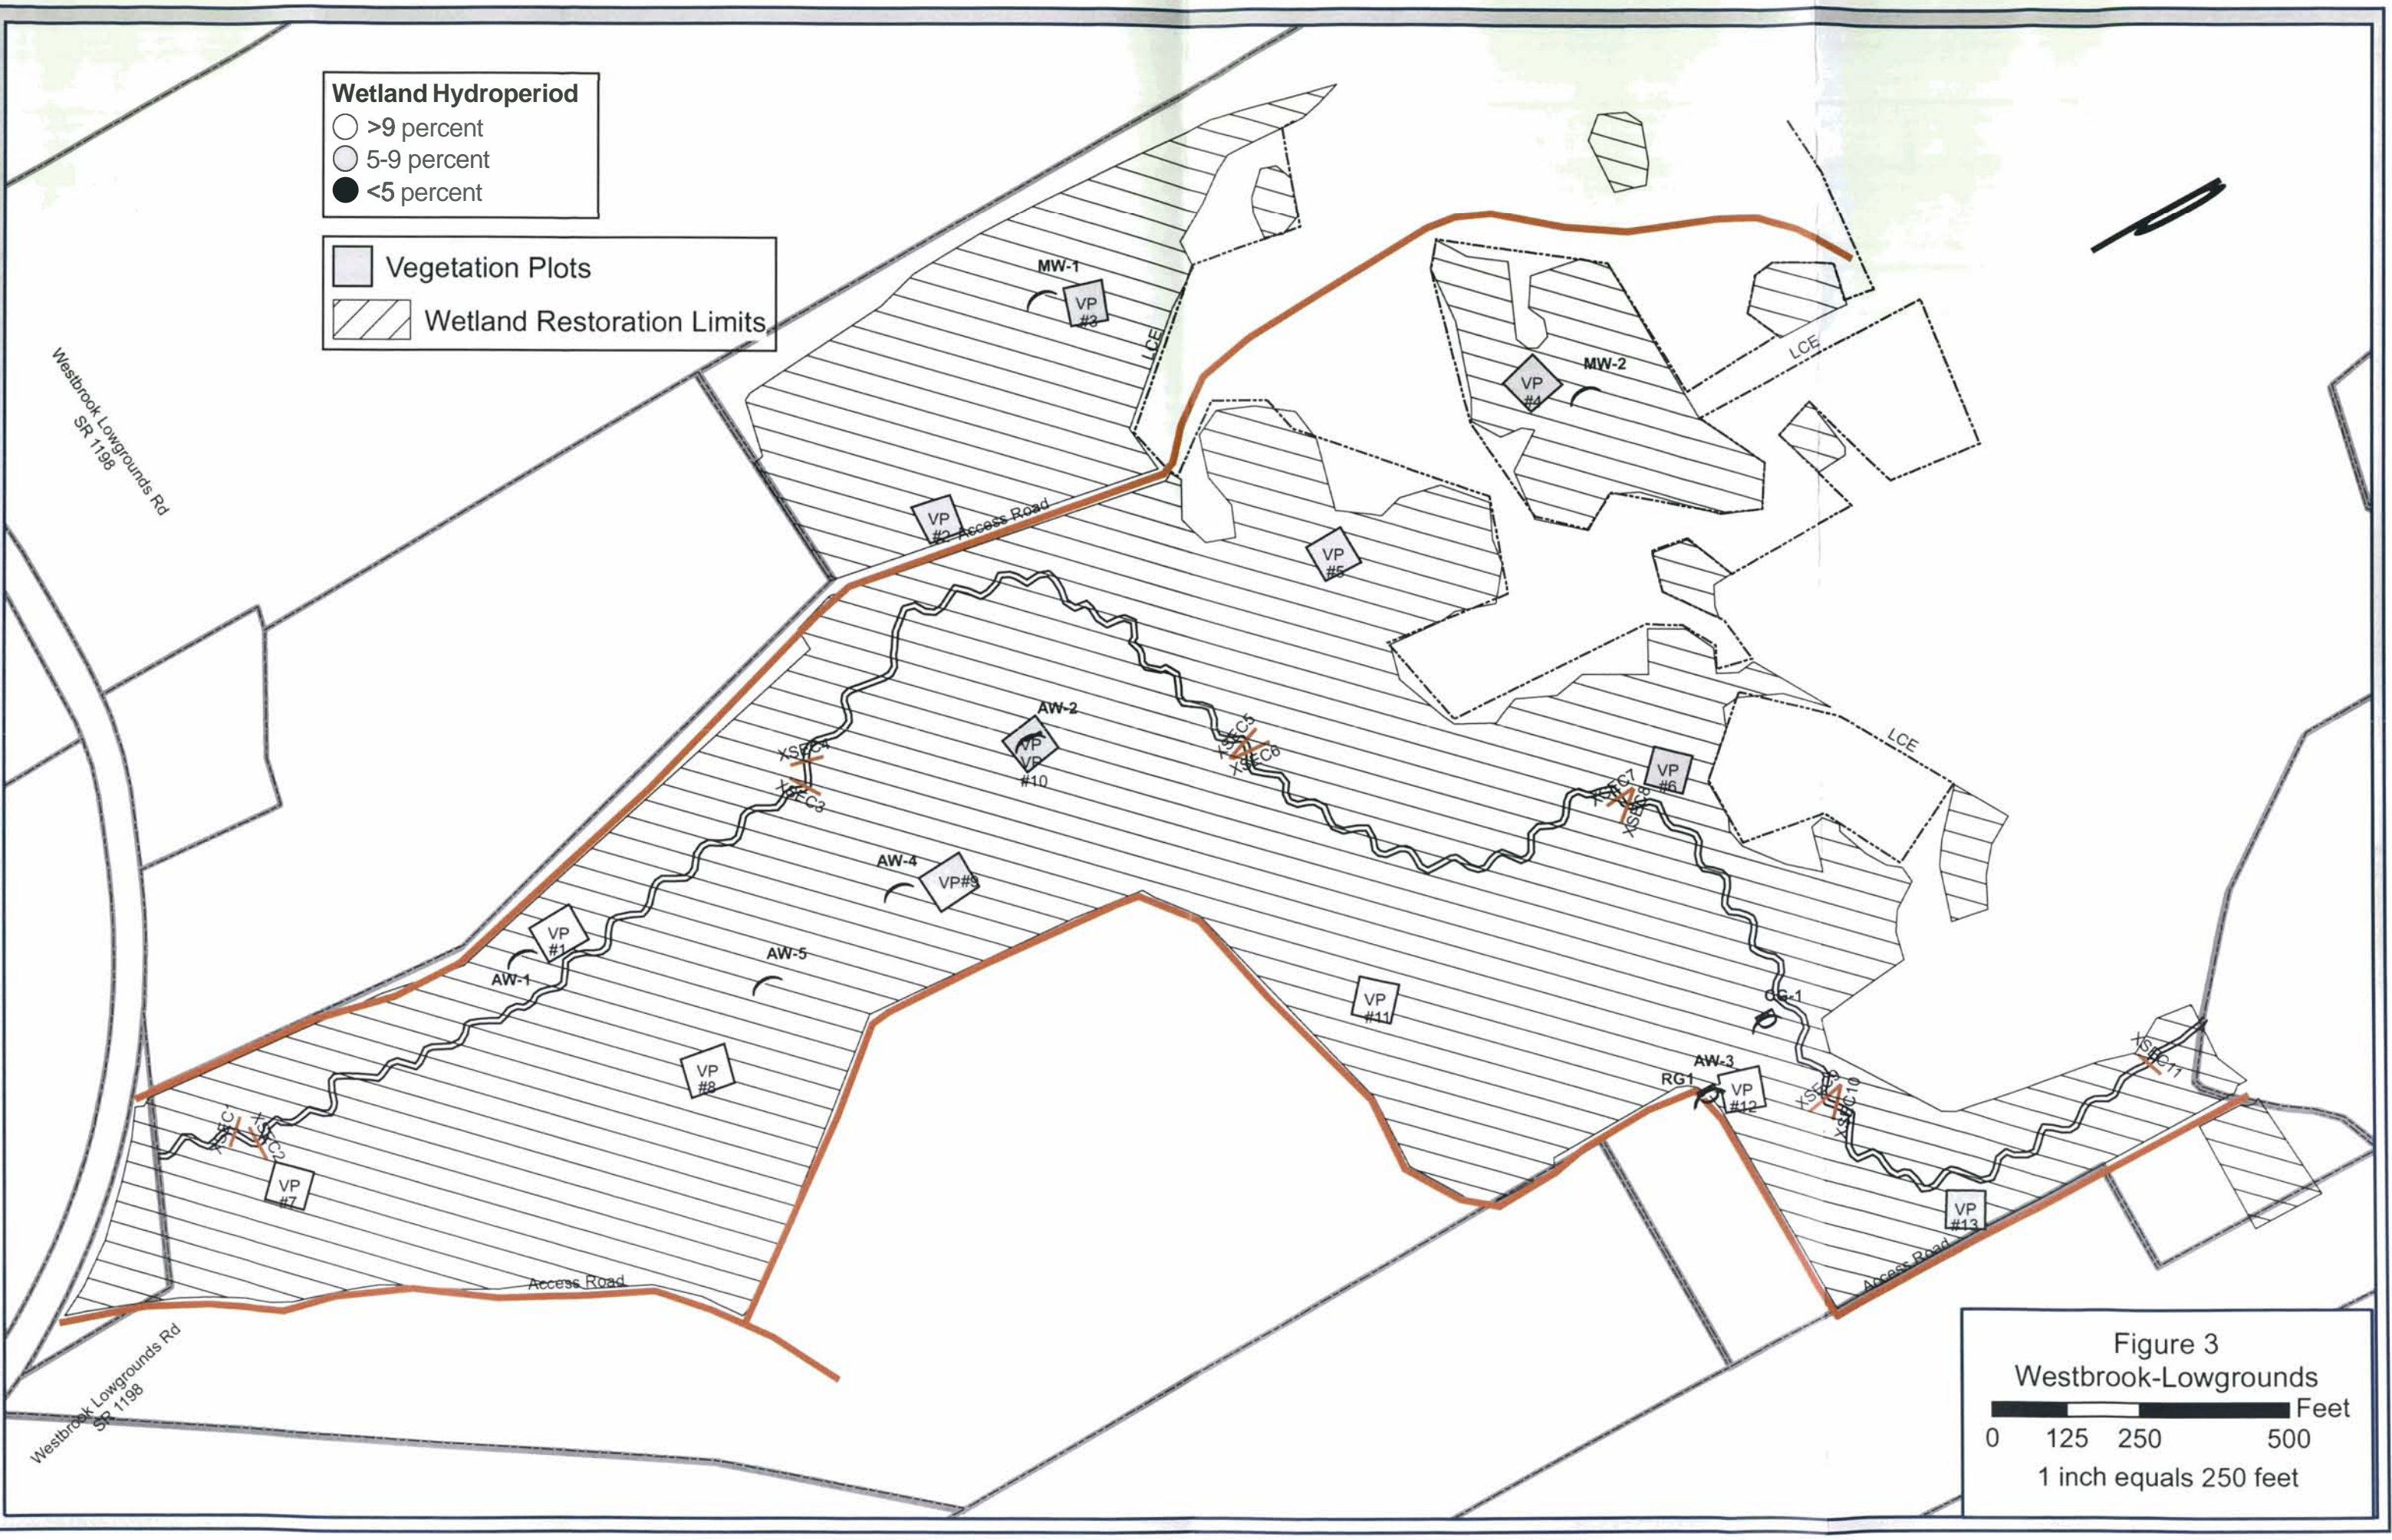 Wetland Hydroperiod
>9 percent
5-9 percent
<5 percent
Vegetation Plots
Wetland Restoration Limits
Westbrook Lowgrounds Rd
SR 1198
MW-1
VP
#3
LCE
MW-2
VP
#4
LCE
VP
#2
Access Road
VP
#5
AW-2
VP
VP
#10
XSEC4
XSEC3
XSEC5
XSEC6
XSEC7
XSEC8
VP
#6
LCE
AW-4
VP#9
VP
#1
AW-1
AW-5
VP
#11
CG-1
VP
#8
AW-3
RG1
VP
#12
XSEC9
XSEC10
XSEC11
XSEC1
XSEC2
VP
#7
VP
#13
Access Road
Access Road
Westbrook Lowgrounds Rd
SR 1198
Figure 3
Westbrook-Lowgrounds
Feet
0 125 250 500
1 inch equals 250 feet